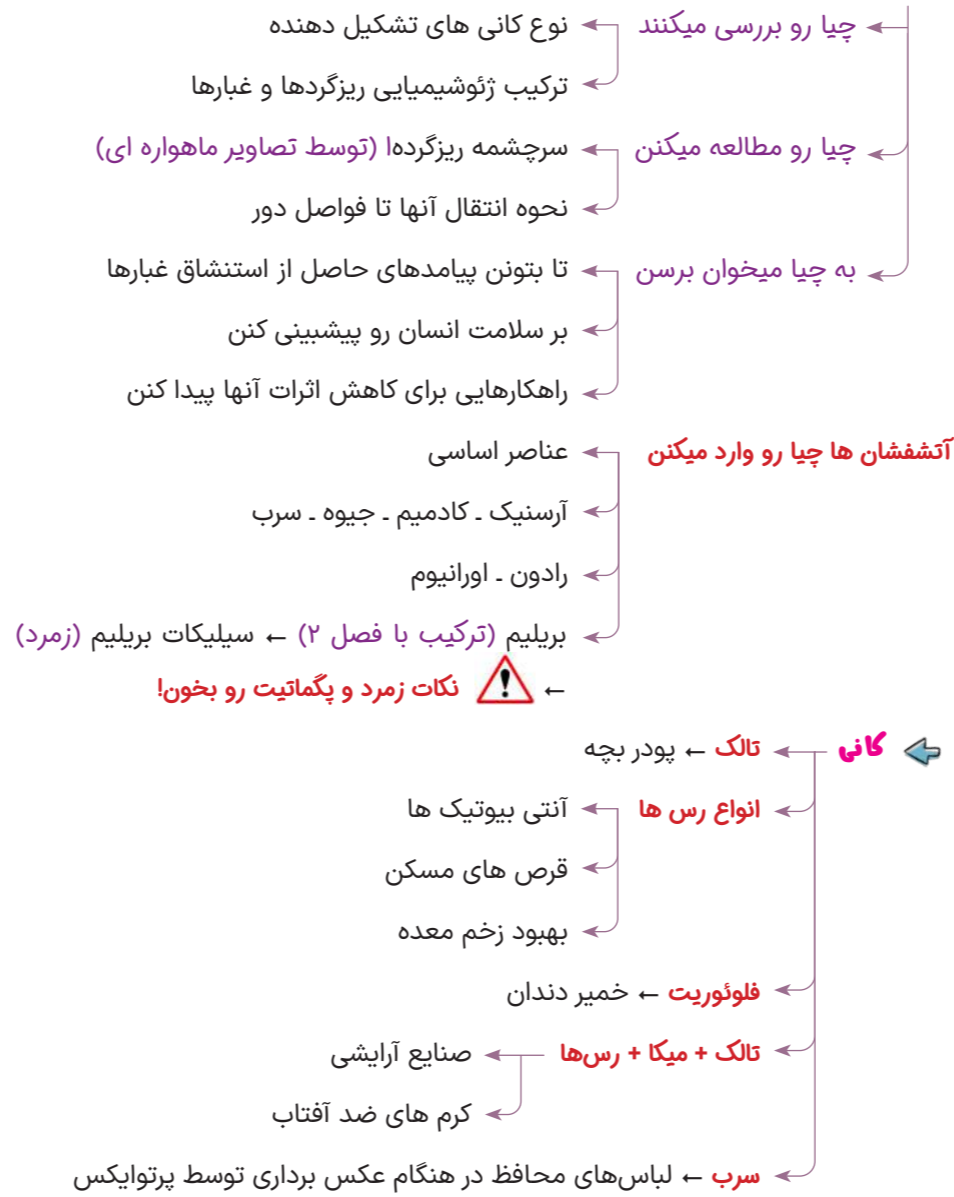 چیا رو بررسی میکنند ← نوع کانی های تشکیل دهنده
ترکیب ژئوشیمیایی ریزگردها و غبارها
چیا رو مطالعه میکنن ← سرچشمه ریزگردها (توسط تصاویر ماهواره ای)
نحوه انتقال آنها تا فواصل دور
به چیا میخوان برسن ← تا بتونن پیامدهای حاصل از استنشاق غبارها
بر سلامت انسان رو پیشبینی کنن
راهکارهایی برای کاهش اثرات آنها پیدا کنن
آتشفشان ها چیا رو وارد میکنن ← عناصر اساسی
آرسنیک ـ کادمیم ـ جیوه ـ سرب
رادون ـ اورانیوم
بریلیم (ترکیب با فصل ۲) ← سیلیکات بریلیم (زمرد)
← نکات زمرد و پگماتیت رو بخون!
کانی ← تالک ← پودر بچه
انواع رس ها ← آنتی بیوتیک ها
قرص های مسکن
بهبود زخم معده
فلوئوریت ← خمیر دندان
تالک + میکا + رس‌ها ← صنایع آرایشی
کرم های ضد آفتاب
سرب ← لباس‌های محافظ در هنگام عکس برداری توسط پرتوایکس